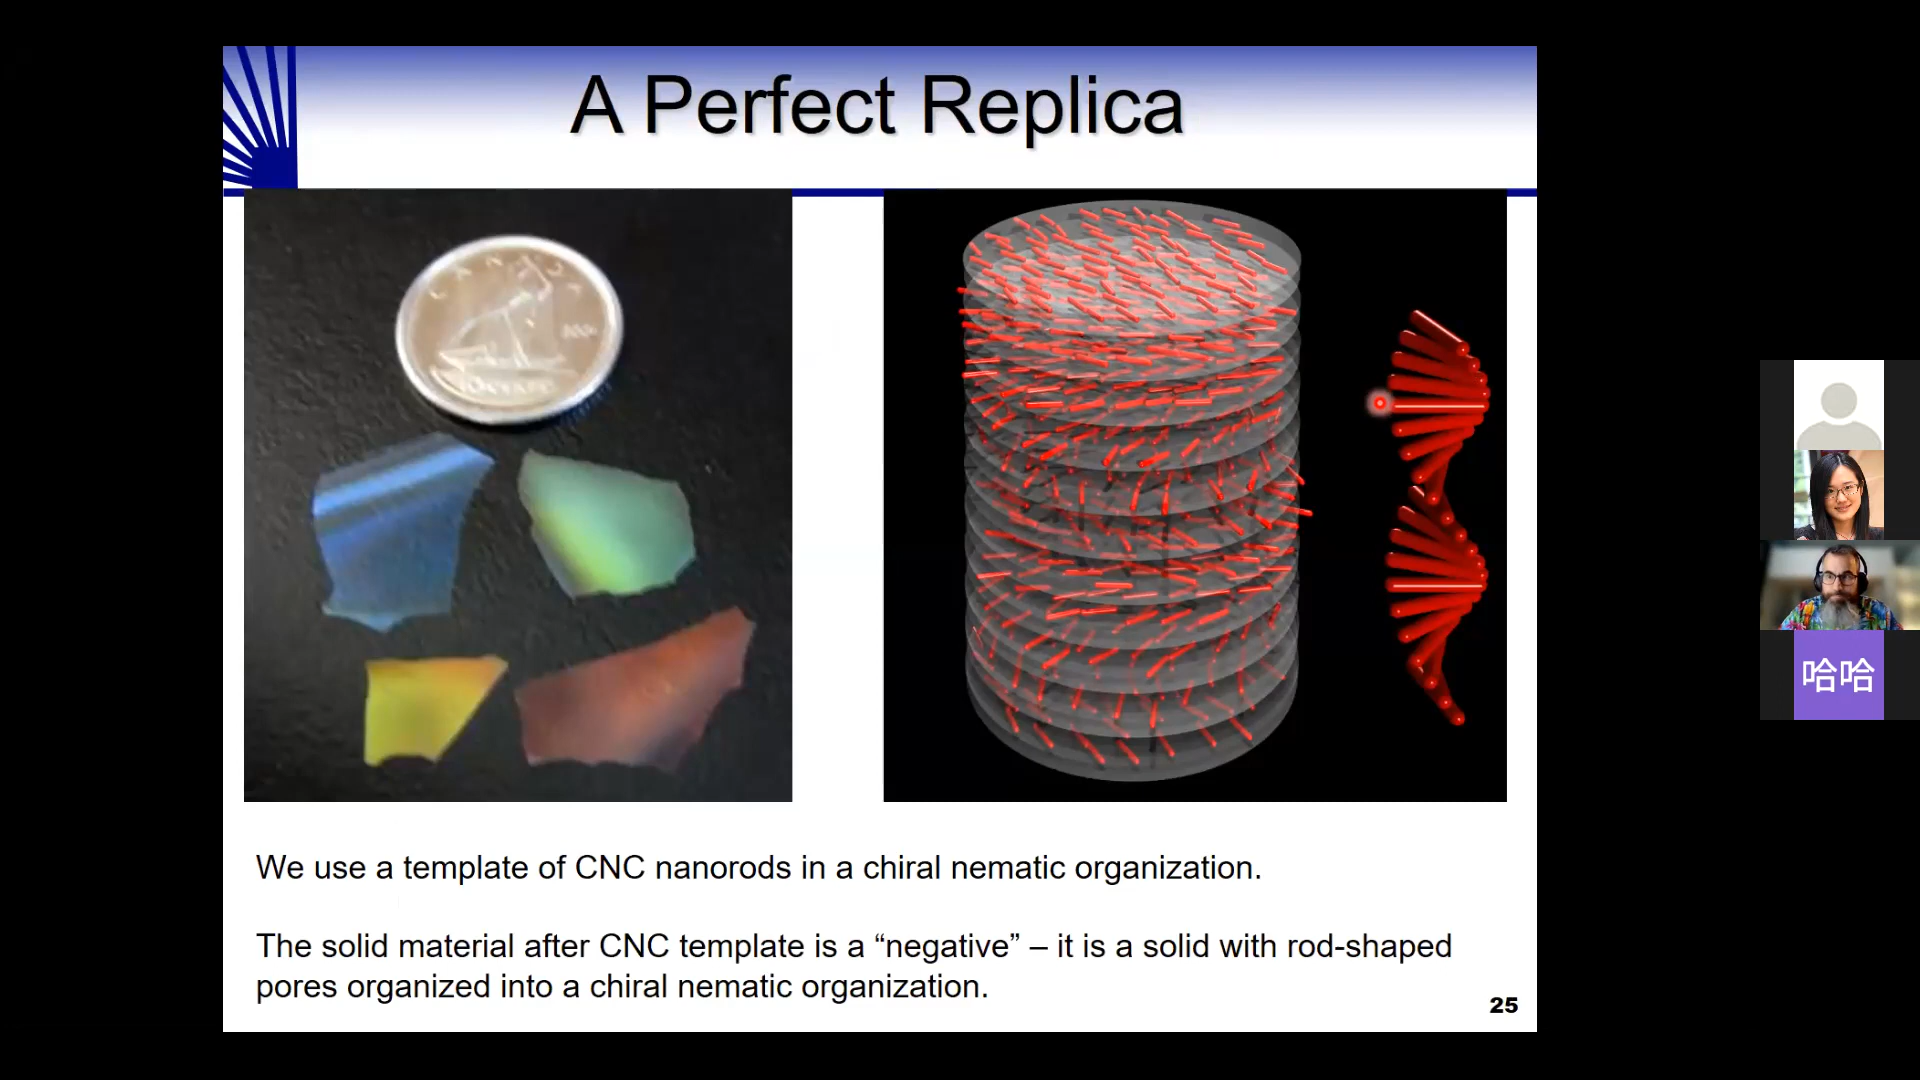 A Perfect Replica
CANADA
We use a template of CNC nanorods in a chiral nematic organization.
The solid material after CNC template is a “negative” – it is a solid with rod-shaped
pores organized into a chiral nematic organization.
25
哈哈